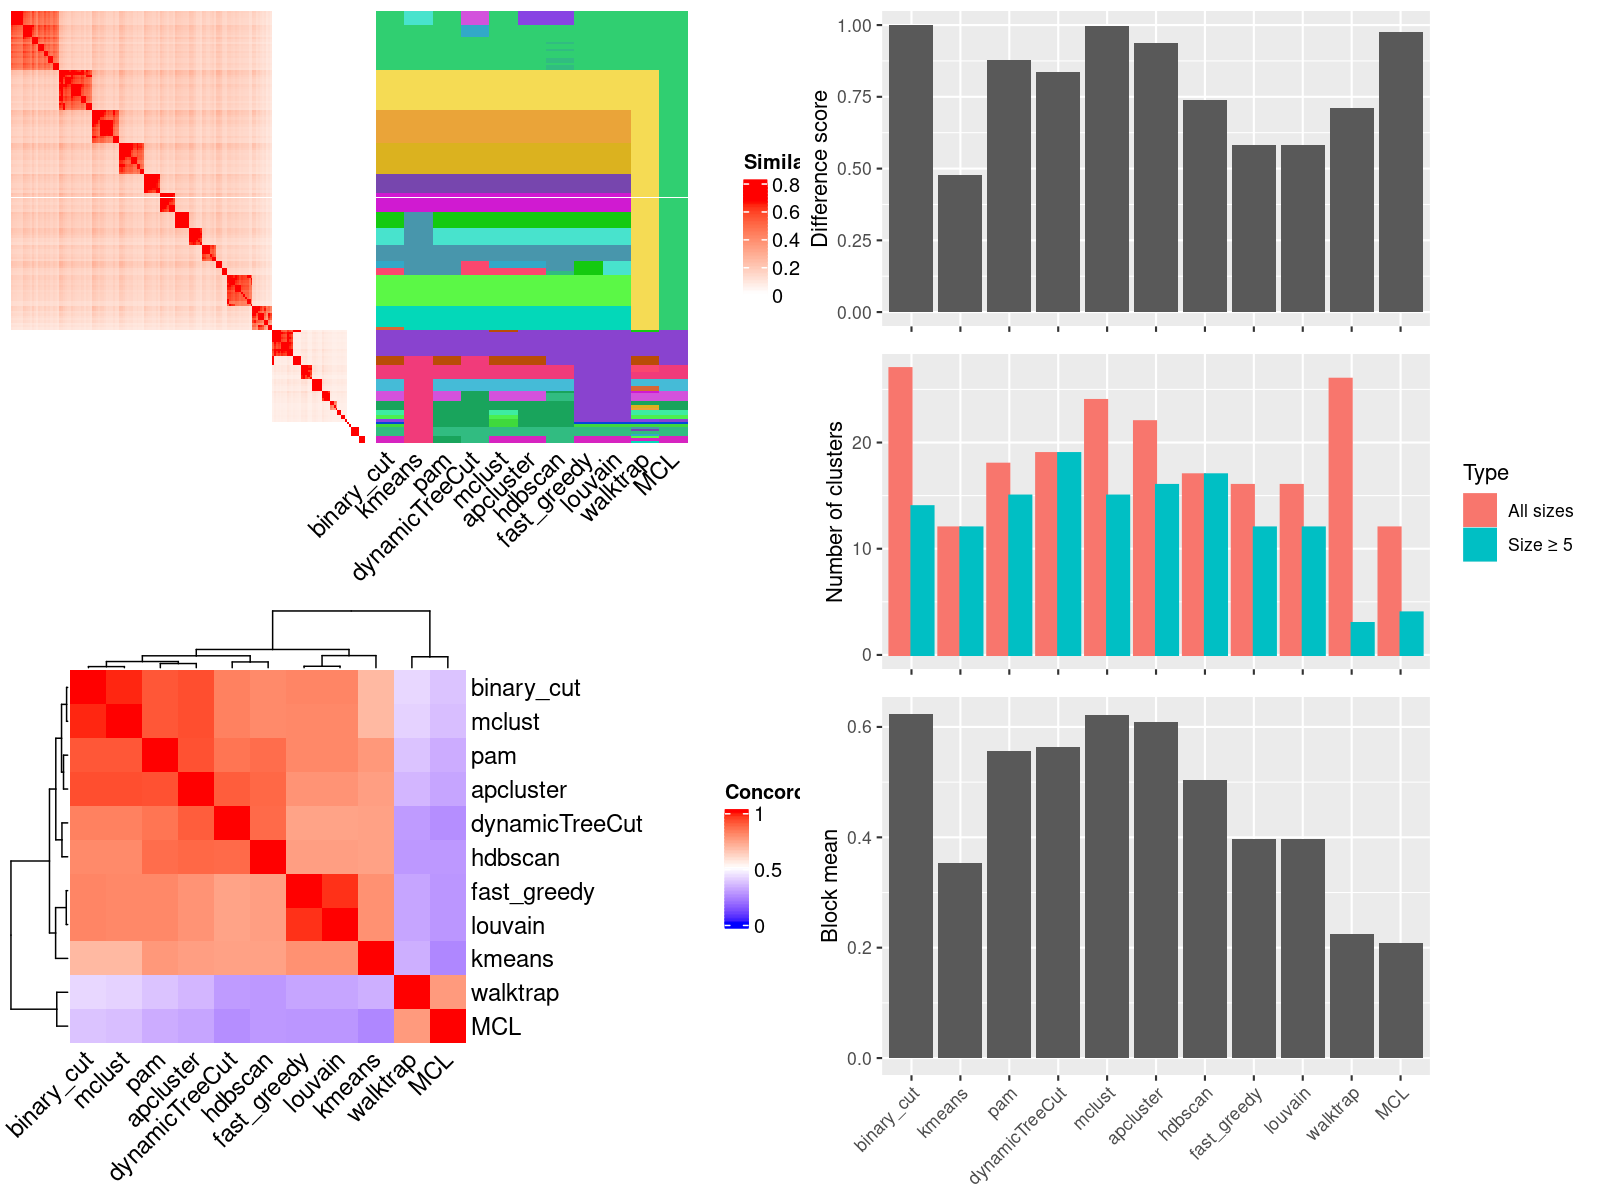 Simila
0.8
0.6
0.4
0.2
0
binary_cut
kmeans
pam
dynamicTreeCut
mclust
apcluster
hdbscan
fast_greedy
louvain
walktrap
MCL
binary_cut
mclust
pam
apcluster
dynamicTreeCut
hdbscan
fast_greedy
louvain
kmeans
walktrap
MCL
binary_cut
mclust
pam
apcluster
dynamicTreeCut
hdbscan
fast_greedy
louvain
kmeans
walktrap
MCL
Concord
1
0.5
0
Difference score
1.00
0.75
0.50
0.25
0.00
Number of clusters
20
10
0
Type
All sizes
Size ≥ 5
Block mean
0.6
0.4
0.2
0.0
binary_cut
kmeans
pam
dynamicTreeCut
mclust
apcluster
hdbscan
fast_greedy
louvain
walktrap
MCL